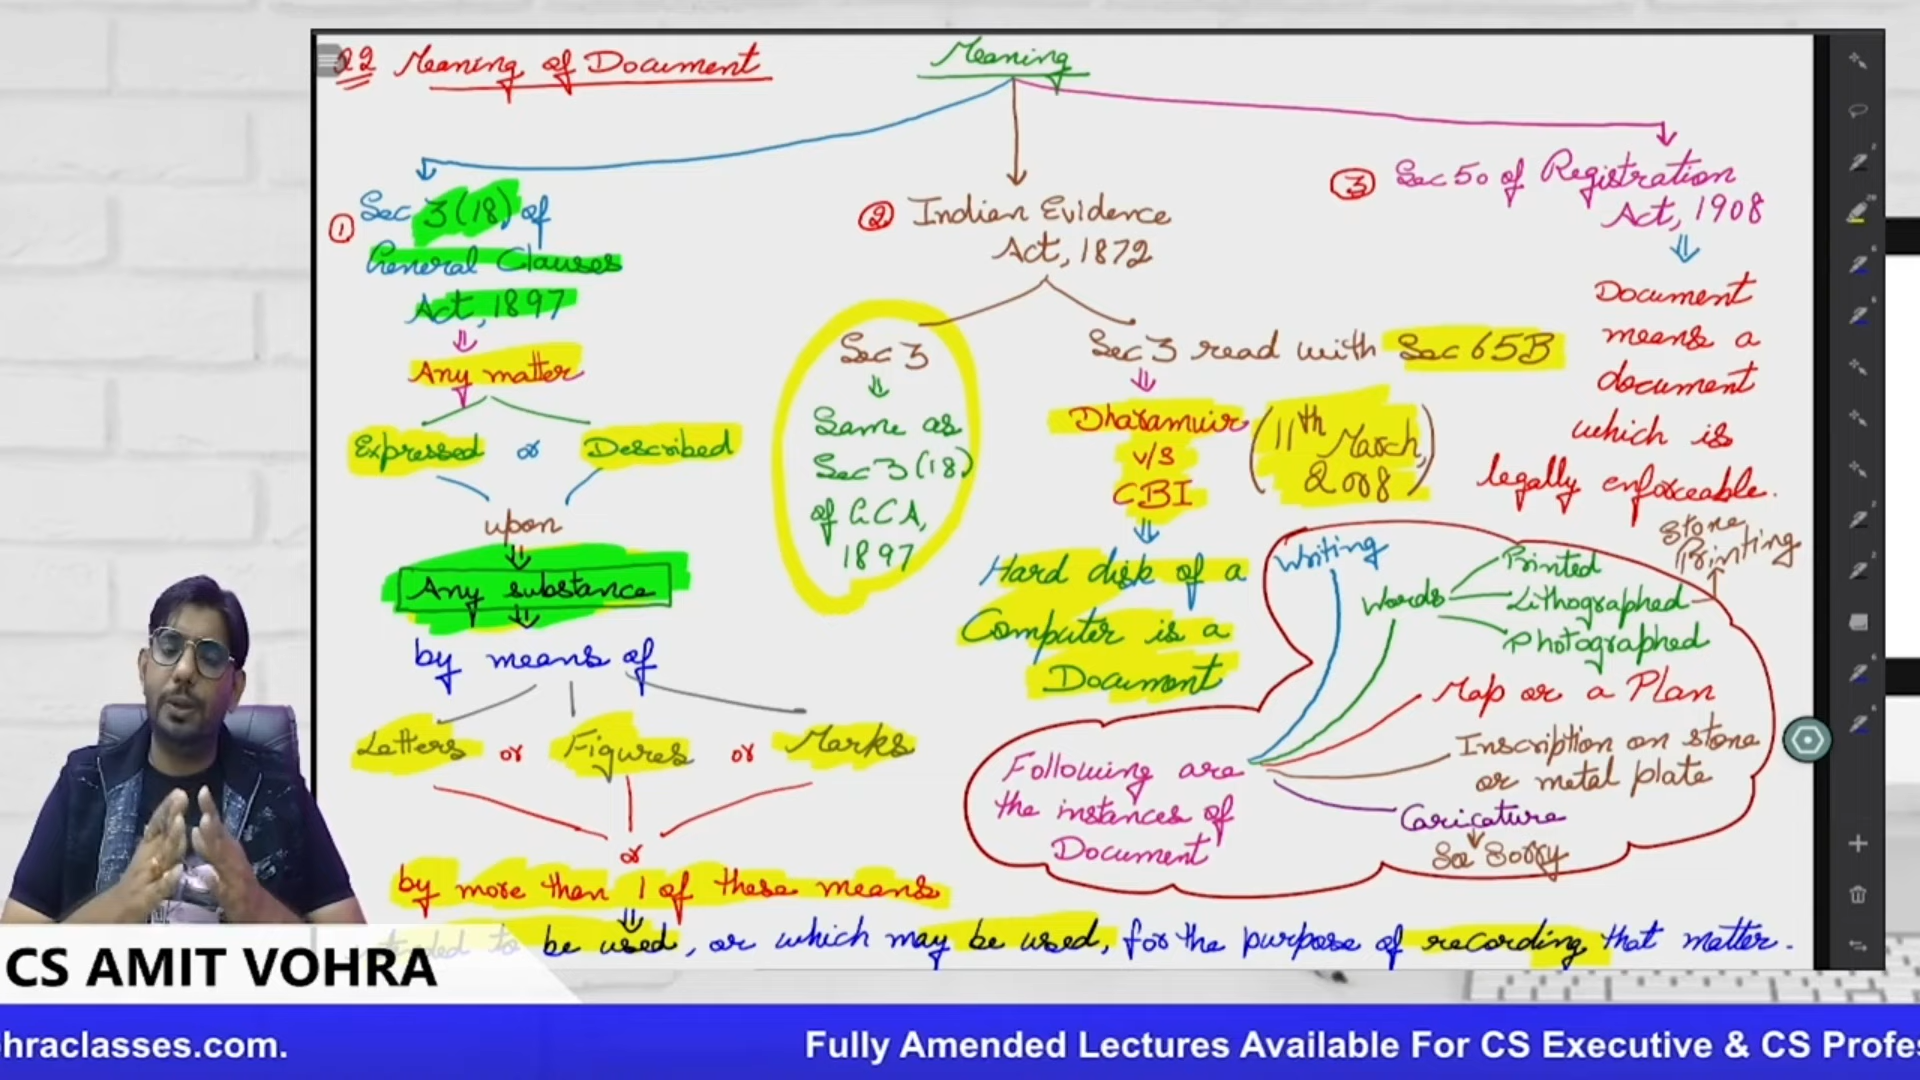 22 Meaning of Document
Meaning
① Sec 3(18) of
General Clauses
Act, 1897
Any matter
Expressed or Described
upon
Any substance
by means of
Letters or Figures or Marks
or
by more than 1 of these means
to be used, or which may be used, for the purpose of recording that matter.
② Indian Evidence
Act, 1872
Sec 3
Same as
Sec 3(18)
of GCA,
1897
Sec 3 read with Sec 65B
Dharamvir
v/s
CBI
(11th March,
2008)
Hard disk of a
Computer is a
Document
③ Sec 50 of Registration
Act, 1908
Document
means a
document
which is
legally enforceable.
Following are
the instances of
Document
Writing
Words
Printed
Lithographed
Stone
Printing
Photographed
Map or a Plan
Inscription on stone
or metal plate
Caricature
Sorry
CS AMIT VOHRA
hraclasses.com.
Fully Amended Lectures Available For CS Executive & CS Profes